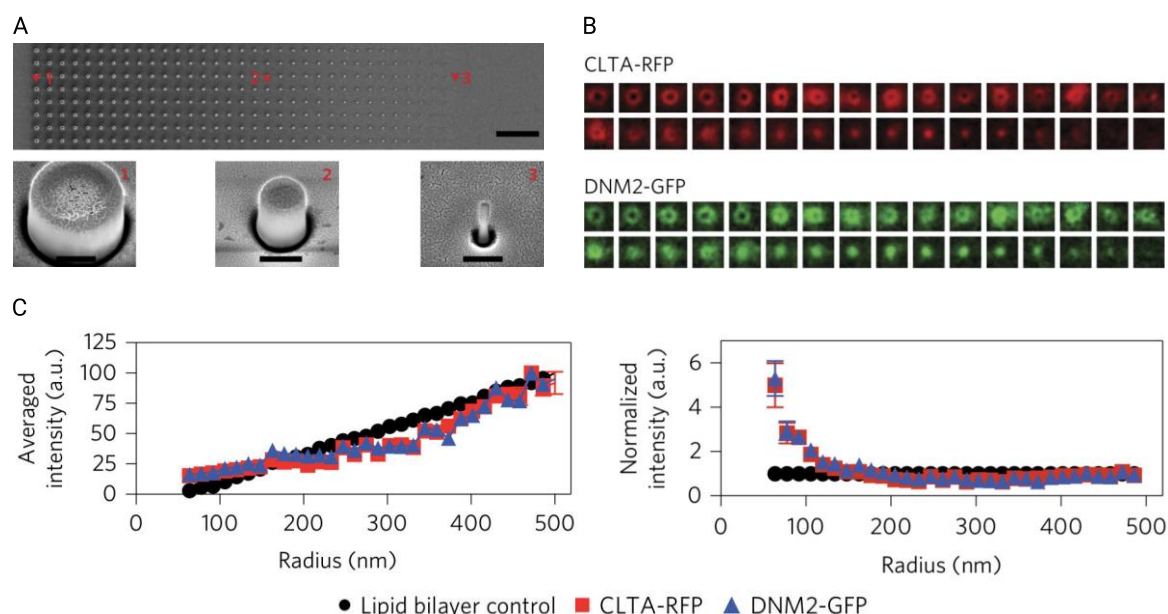 A
1
2
3
1
2
3
B
CLTA-RFP
DNM2-GFP
C
Averaged
intensity (a.u.)
125
100
75
50
25
0
0 100 200 300 400 500
Radius (nm)
Normalized
intensity (a.u.)
6
4
2
0
0 100 200 300 400 500
Radius (nm)
Lipid bilayer control CLTA-RFP DNM2-GFP